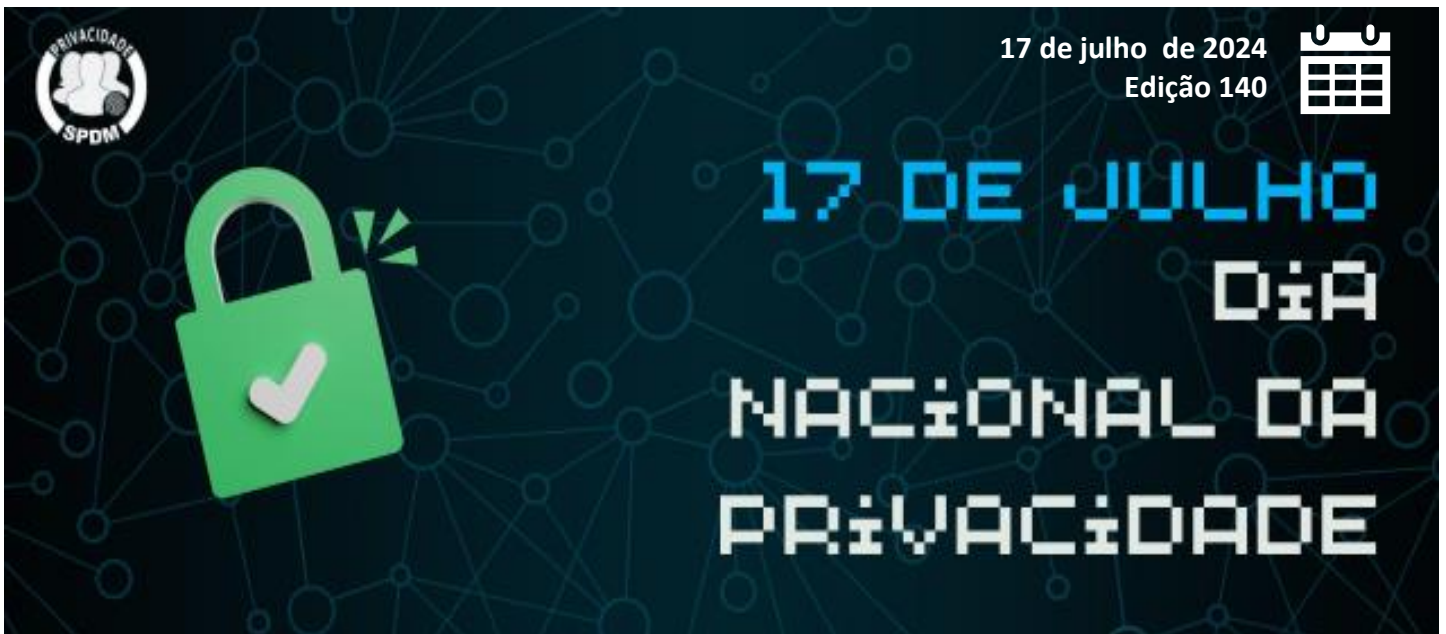 PRIVACIDADE
SPDM
17 de julho de 2024
Edição 140
17 DE JULHO
DiA
NACiONAL DA
PRiVACiDADE